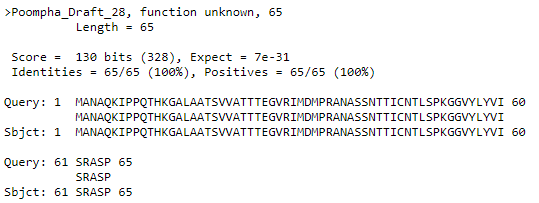 >Poompha_Draft_28, function unknown, 65
Length = 65
Score = 130 bits (328), Expect = 7e-31
Identities = 65/65 (100%), Positives = 65/65 (100%)
Query: 1 MANAQKIPPQTHKGALAATSVVATTTEGVRIMDMPRANASSNTTICNTLSPKGGVYLYVI 60
MANAQKIPPQTHKGALAATSVVATTTEGVRIMDMPRANASSNTTICNTLSPKGGVYLYVI
Sbjct: 1 MANAQKIPPQTHKGALAATSVVATTTEGVRIMDMPRANASSNTTICNTLSPKGGVYLYVI 60
Query: 61 SRASP 65
SRASP
Sbjct: 61 SRASP 65